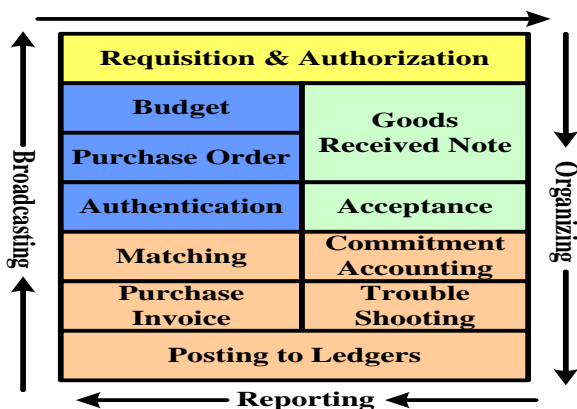 Requisition & Authorization
Budget
Goods
Received Note
Purchase Order
Authentication
Acceptance
Matching
Commitment
Accounting
Purchase
Invoice
Trouble
Shooting
Posting to Ledgers
Broadcasting
Organizing
Reporting